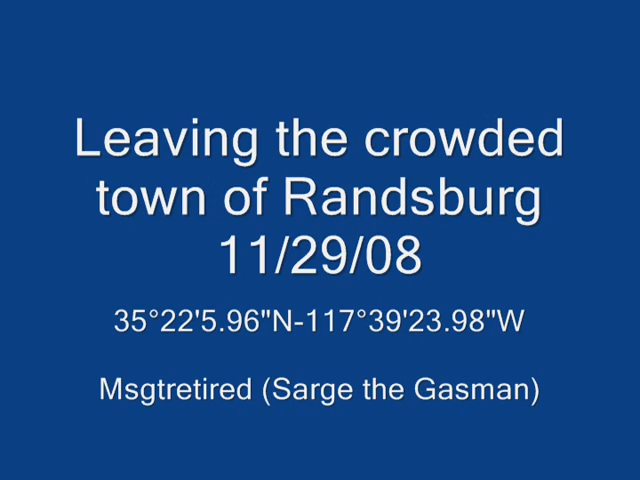 Leaving the crowded
town of Randsburg
11/29/08
35°22'5.96"N-117°39'23.98"W
Msgtretired (Sarge the Gasman)